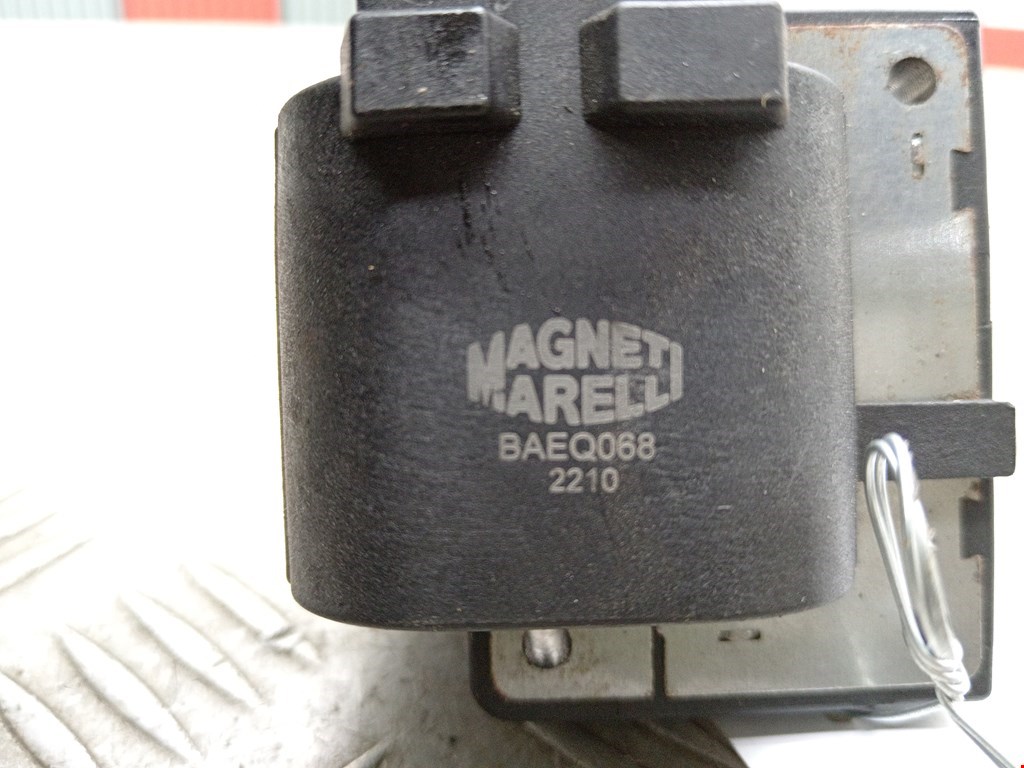 MAGNETI
MARELLI
BAEQ068
2210